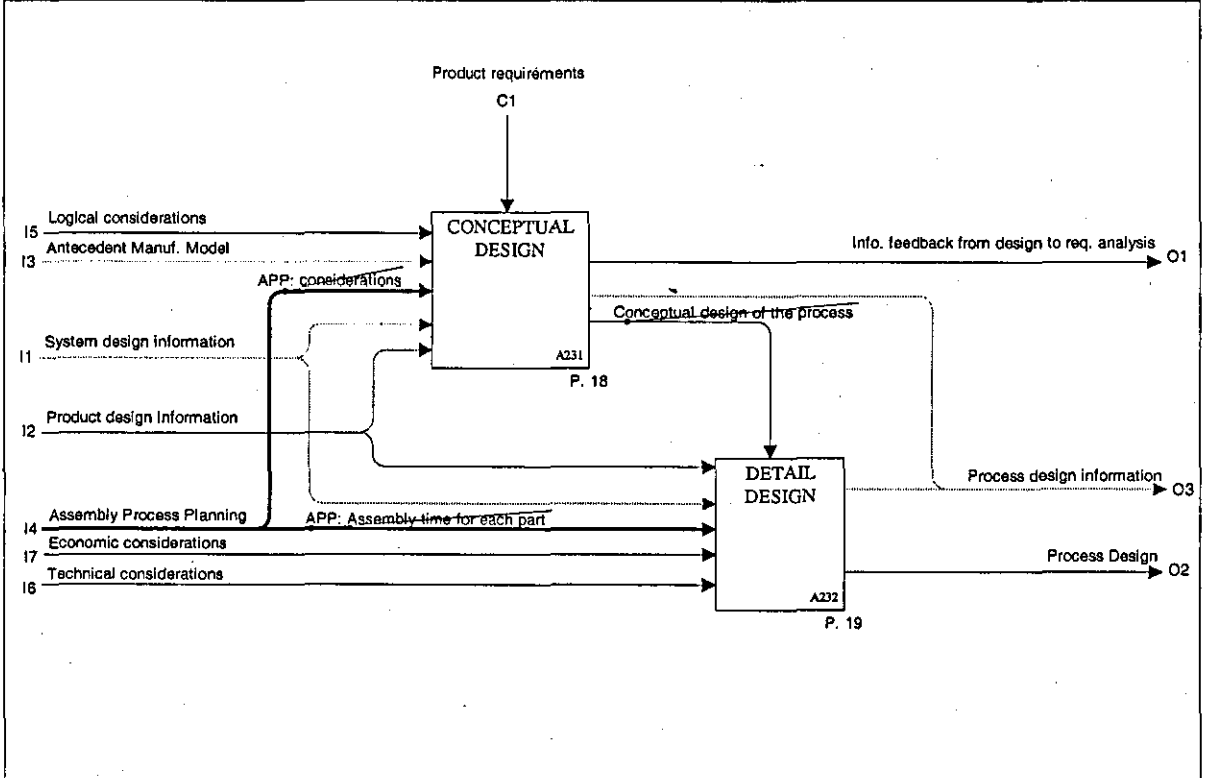 Product requirements
C1
Logical considerations
I5
CONCEPTUAL
DESIGN
Antecedent Manuf. Model
I3
Info. feedback from design to req. analysis
O1
APP: considerations
Conceptual design of the process
System design information
I1
A231
P. 18
Product design Information
I2
DETAIL
DESIGN
Process design information
O3
Assembly Process Planning
I4
APP: Assembly time for each part
Economic considerations
I7
Process Design
O2
Technical considerations
I6
A232
P. 19